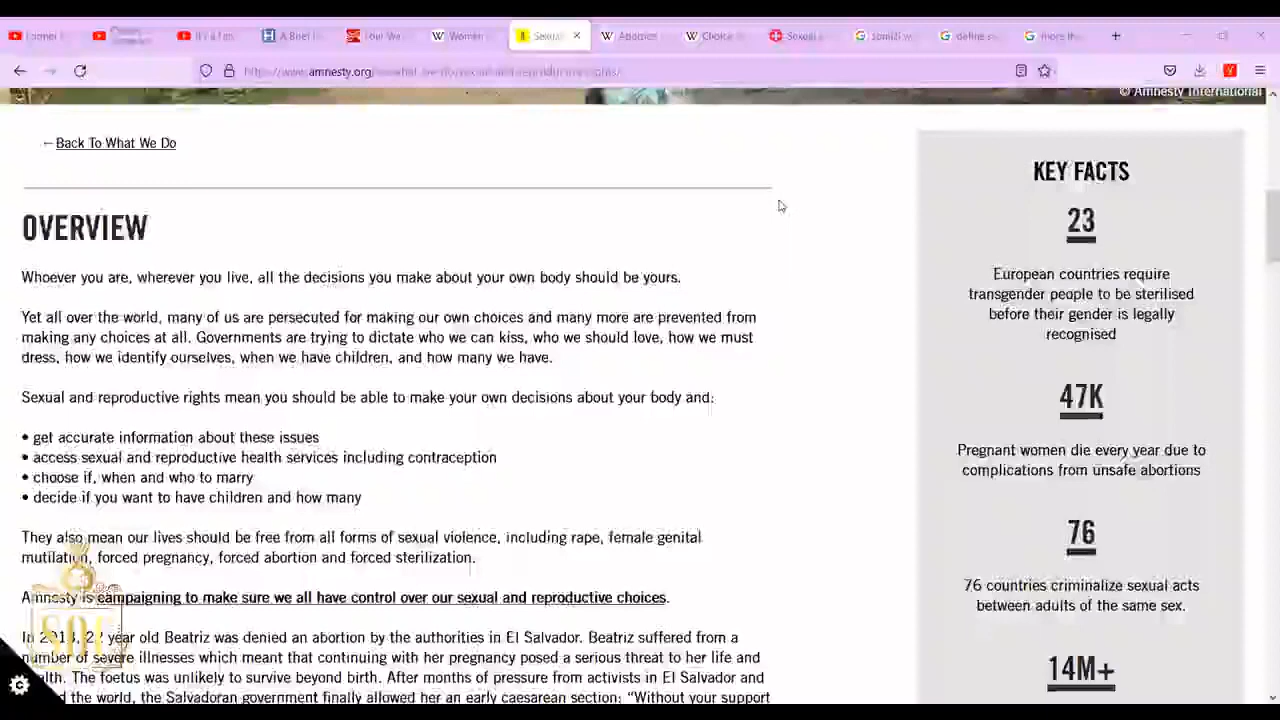 Women
Sexual
Choice
Sexual
© Amnesty International
←Back To What We Do
OVERVIEW
Whoever you are, wherever you live, all the decisions you make about your own body should be yours.
Yet all over the world, many of us are persecuted for making our own choices and many more are prevented from
making any choices at all. Governments are trying to dictate who we can kiss, who we should love, how we must
dress, how we identify ourselves, when we have children, and how many we have.
Sexual and reproductive rights mean you should be able to make your own decisions about your body and:
• get accurate information about these issues
• access sexual and reproductive health services including contraception
• choose if, when and who to marry
• decide if you want to have children and how many
They also mean our lives should be free from all forms of sexual violence, including rape, female genital
mutilation, forced pregnancy, forced abortion and forced sterilization.
Amnesty is campaigning to make sure we all have control over our sexual and reproductive choices.
In year old Beatriz was denied an abortion by the authorities in El Salvador. Beatriz suffered from a
number of severe illnesses which meant that continuing with her pregnancy posed a serious threat to her life and
The foetus was unlikely to survive beyond birth. After months of pressure from activists in El Salvador and
the world, the Salvadoran government finally allowed her an early caesarean section: “Without your support
KEY FACTS
23
European countries require
transgender people to be sterilised
before their gender is legally
recognised
47K
Pregnant women die every year due to
complications from unsafe abortions
76
76 countries criminalize sexual acts
between adults of the same sex.
14M+
SDF